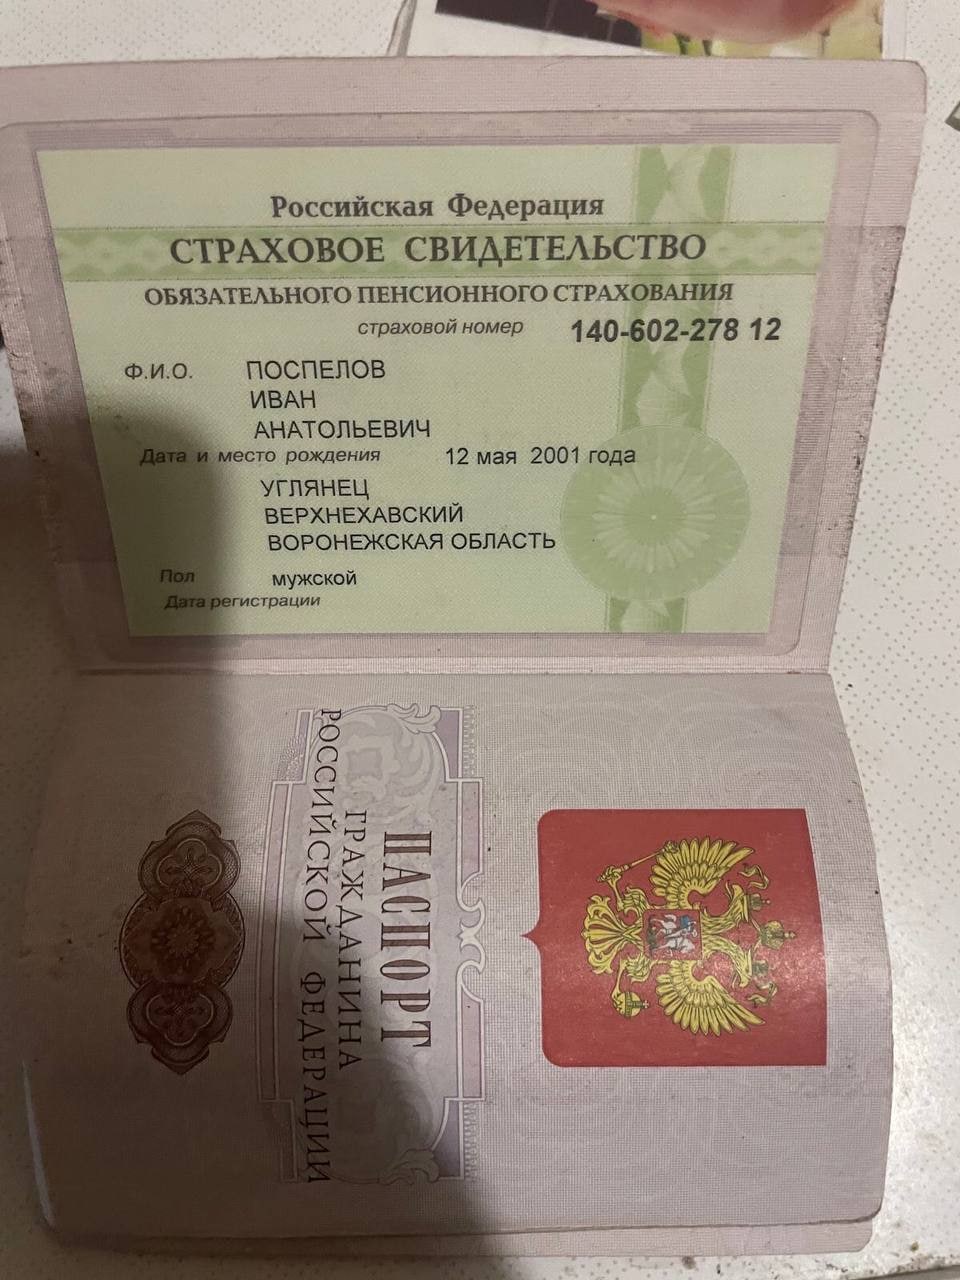 Российская Федерация
СТРАХОВОЕ СВИДЕТЕЛЬСТВО
ОБЯЗАТЕЛЬНОГО ПЕНСИОННОГО СТРАХОВАНИЯ
страховой номер 140-602-278 12
Ф.И.О. ПОСПЕЛОВ
ИВАН
АНАТОЛЬЕВИЧ
Дата и место рождения 12 мая 2001 года
УГЛЯНЕЦ
ВЕРХНЕХАВСКИЙ
ВОРОНЕЖСКАЯ ОБЛАСТЬ
Пол мужской
Дата регистрации
ПАСПОРТ
ГРАЖДАНИНА
РОССИЙСКОЙ ФЕДЕРАЦИИ